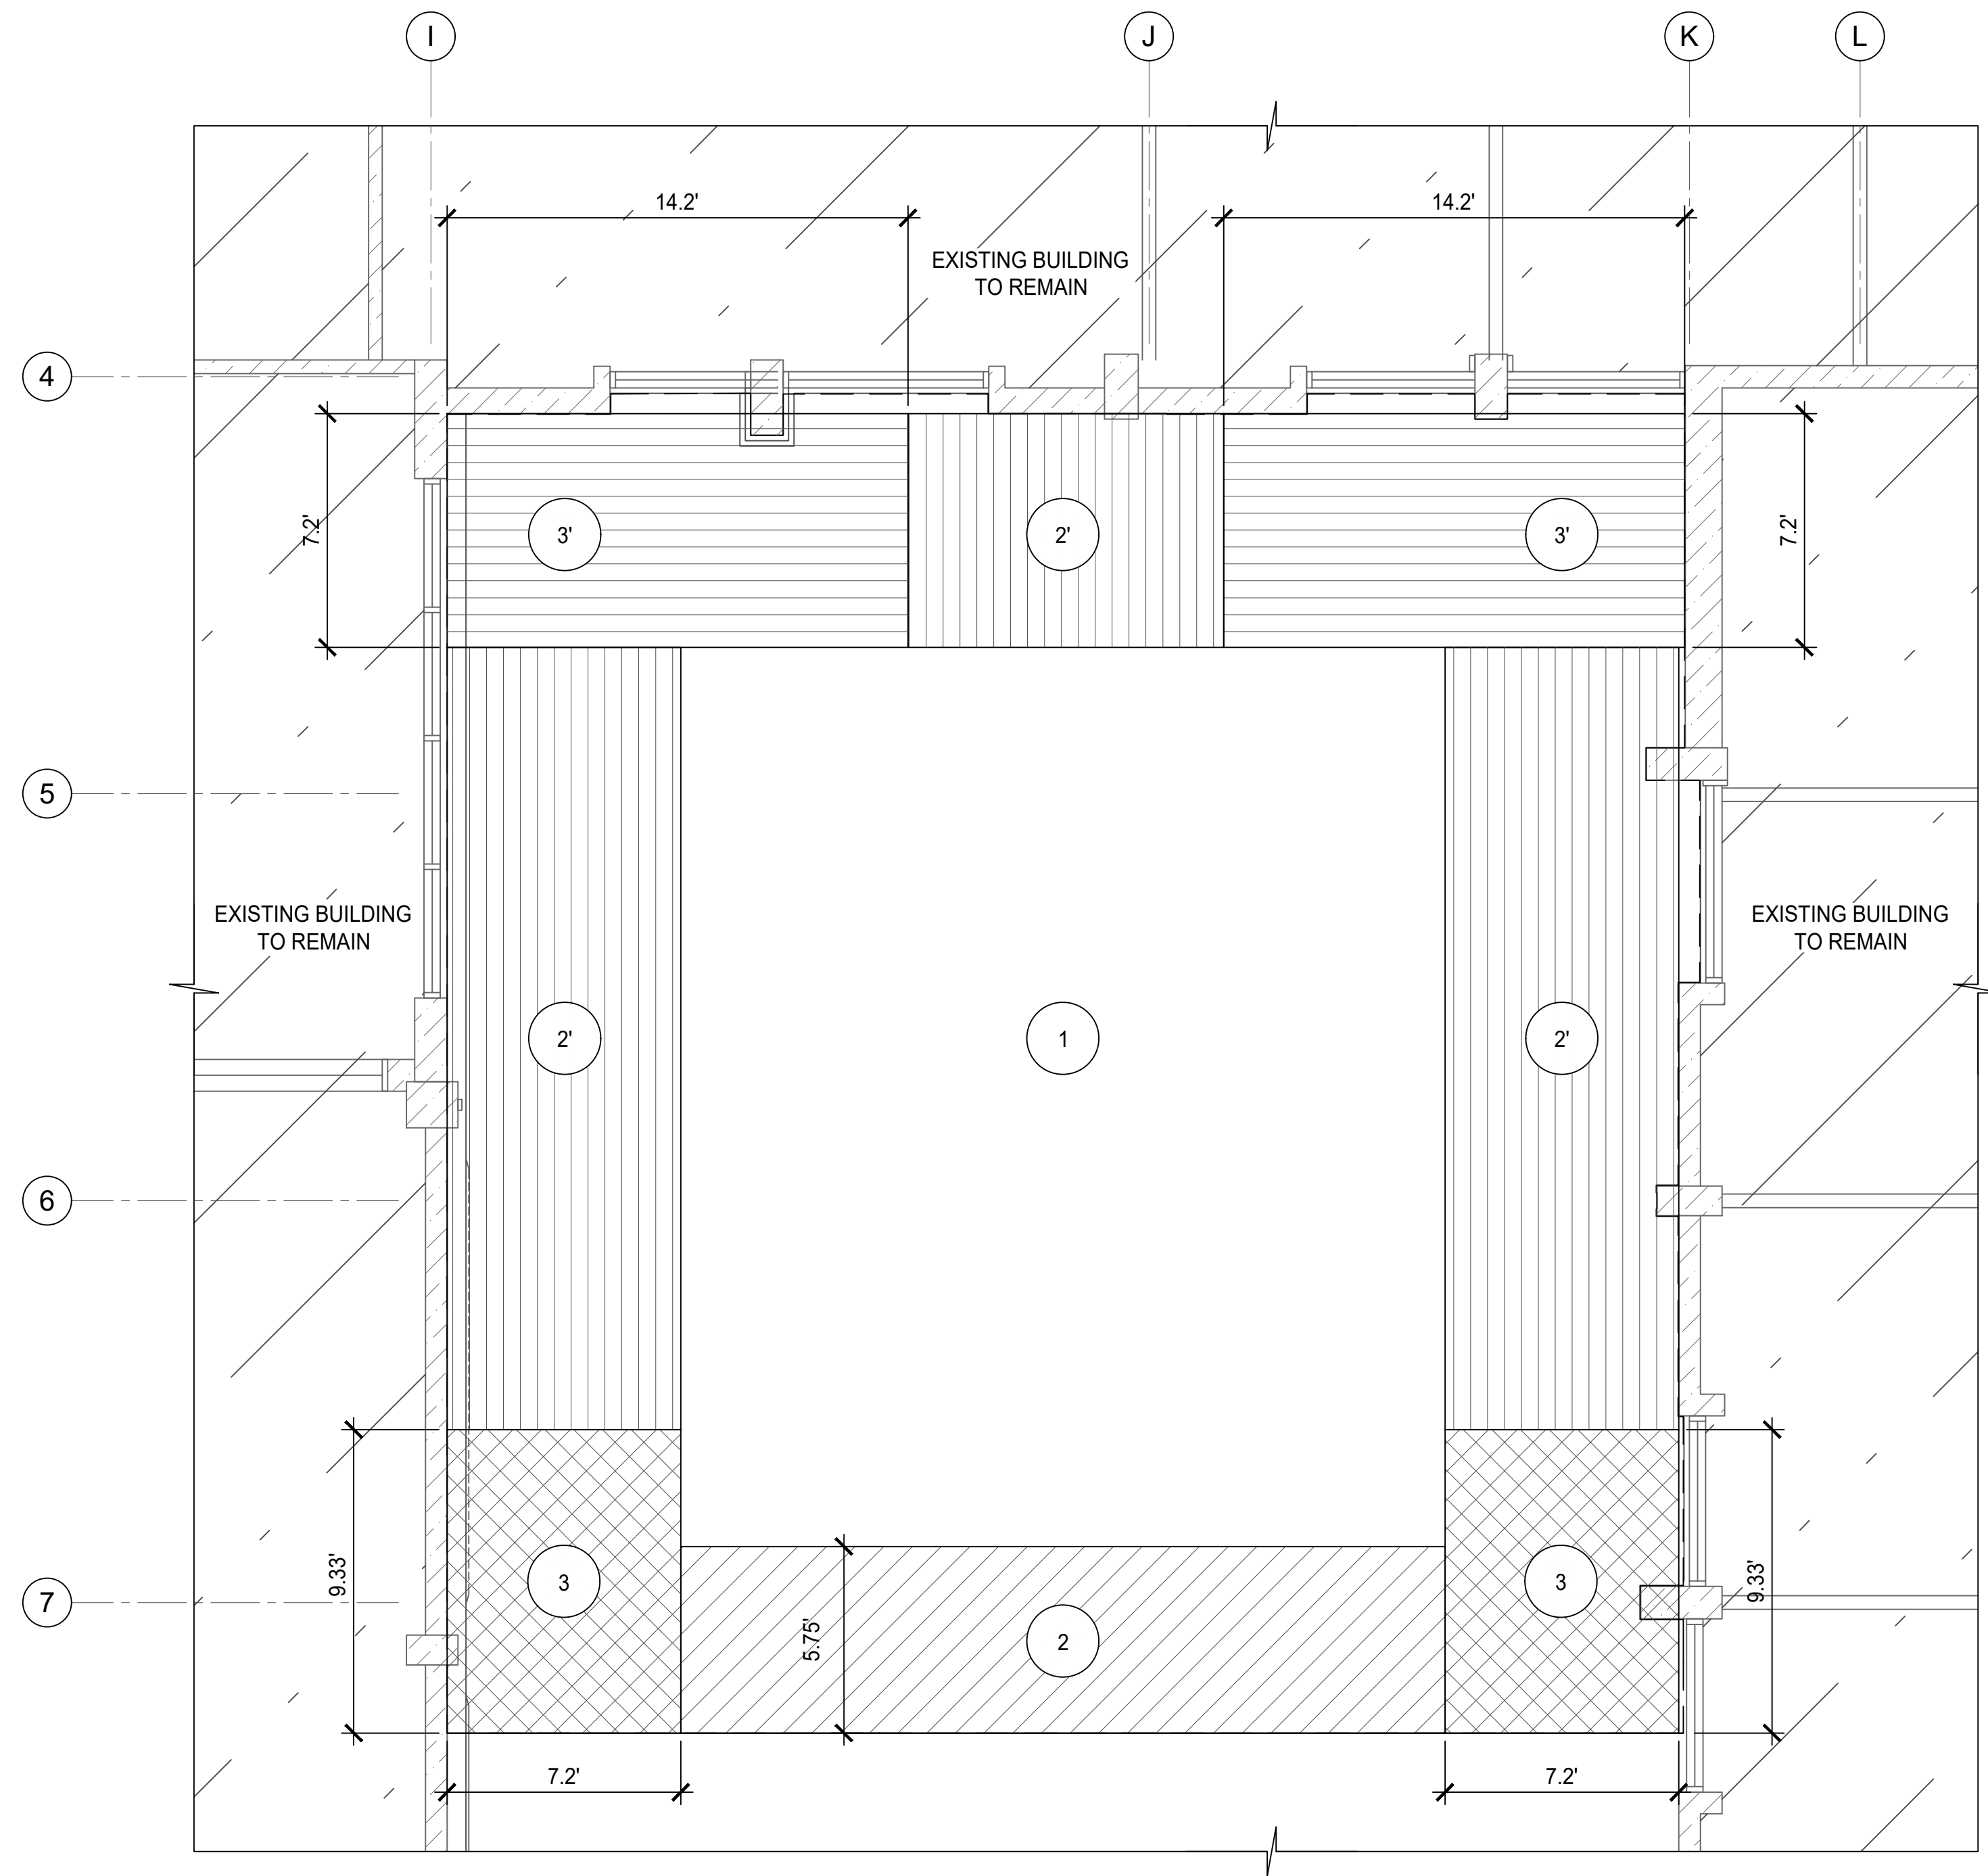 I
J
K
L
14.2'
14.2'
EXISTING BUILDING
TO REMAIN
4
7.2'
3'
2'
3'
7.2'
5
EXISTING BUILDING
TO REMAIN
EXISTING BUILDING
TO REMAIN
2'
1
2'
6
9.33'
3
3
9.33'
7
5.75'
2
7.2'
7.2'